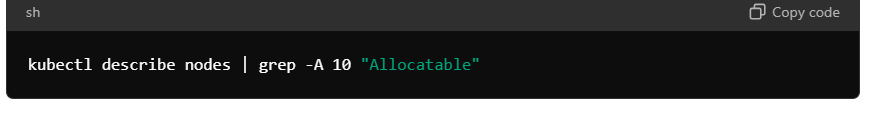 sh
Copy code
kubectl describe nodes | grep -A 10 "Allocatable"